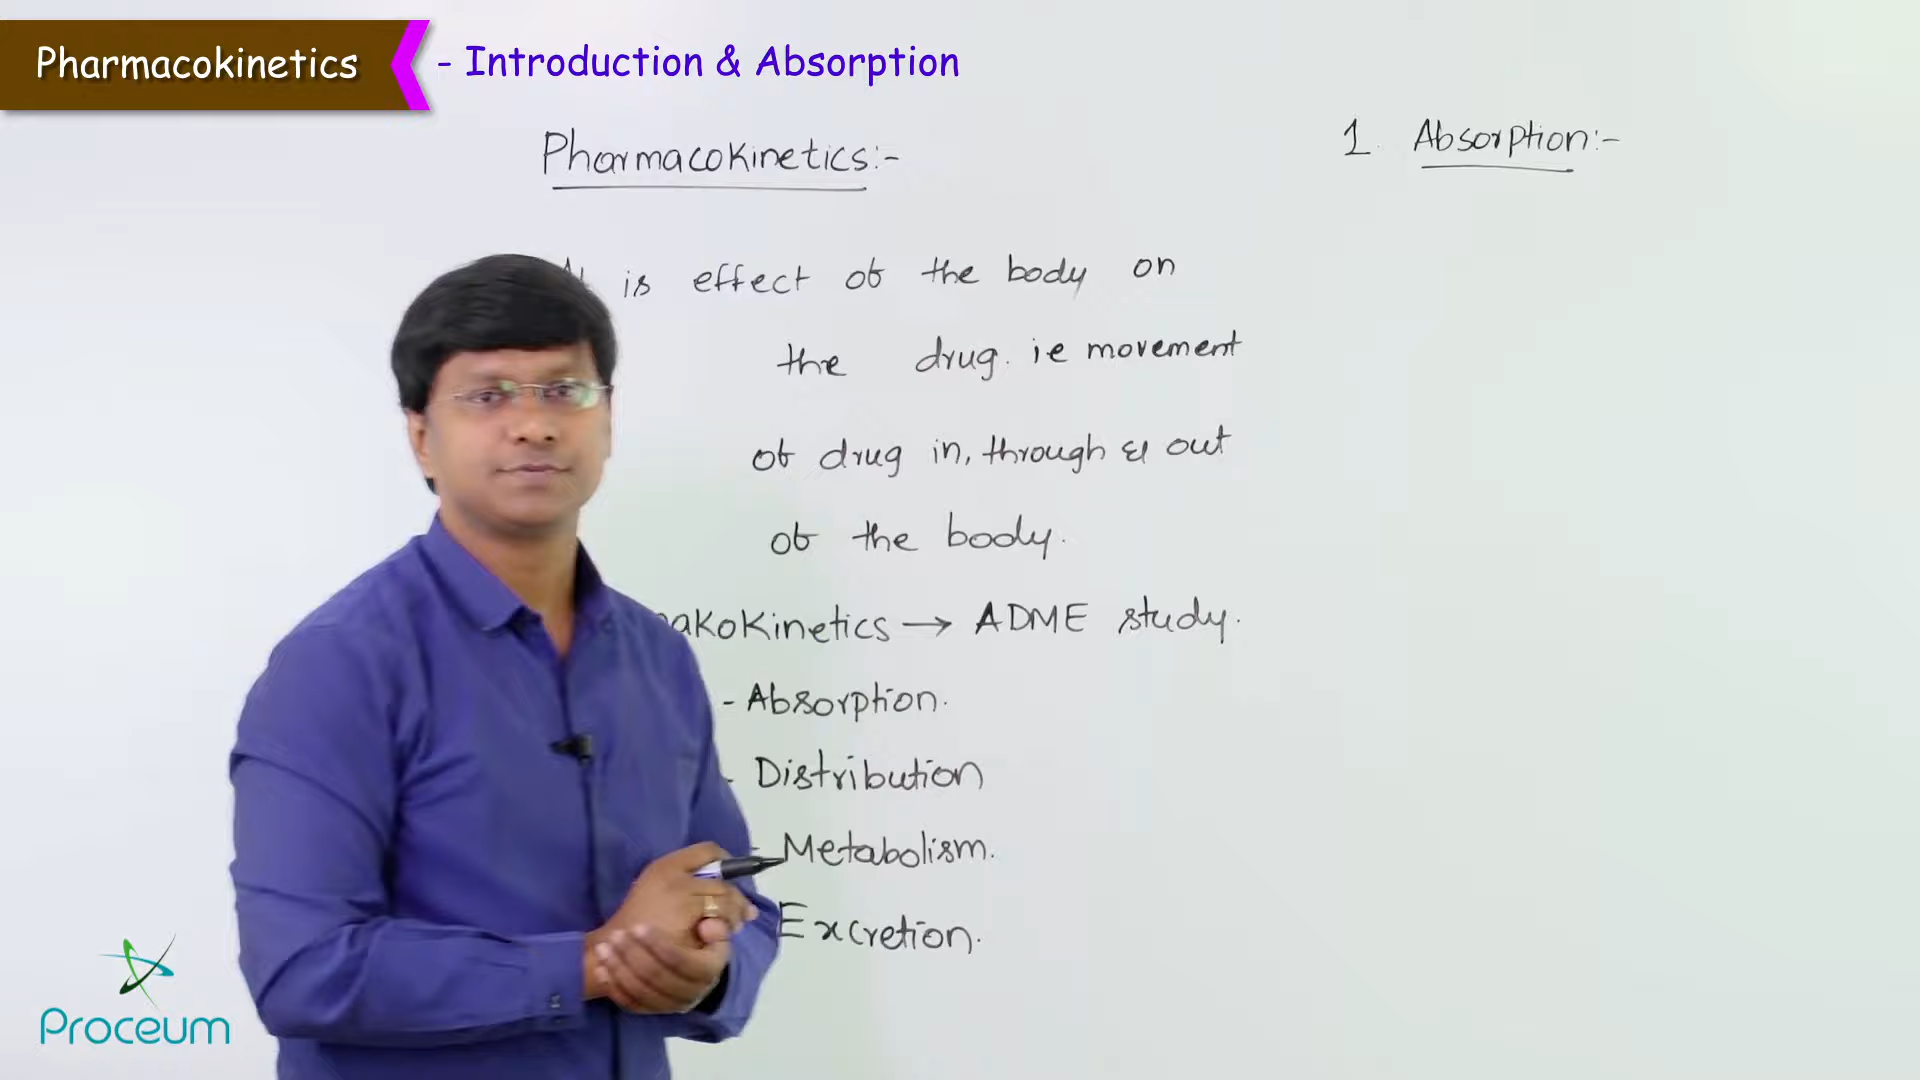 Pharmacokinetics - Introduction & Absorption
Pharmacokinetics:-
is effect of the body on
the drug. ie movement
of drug in, through & out
of the body.
akokinetics → ADME study.
- Absorption.
- Distribution
- Metabolism.
Excretion.
1. Absorption:-
Proceum